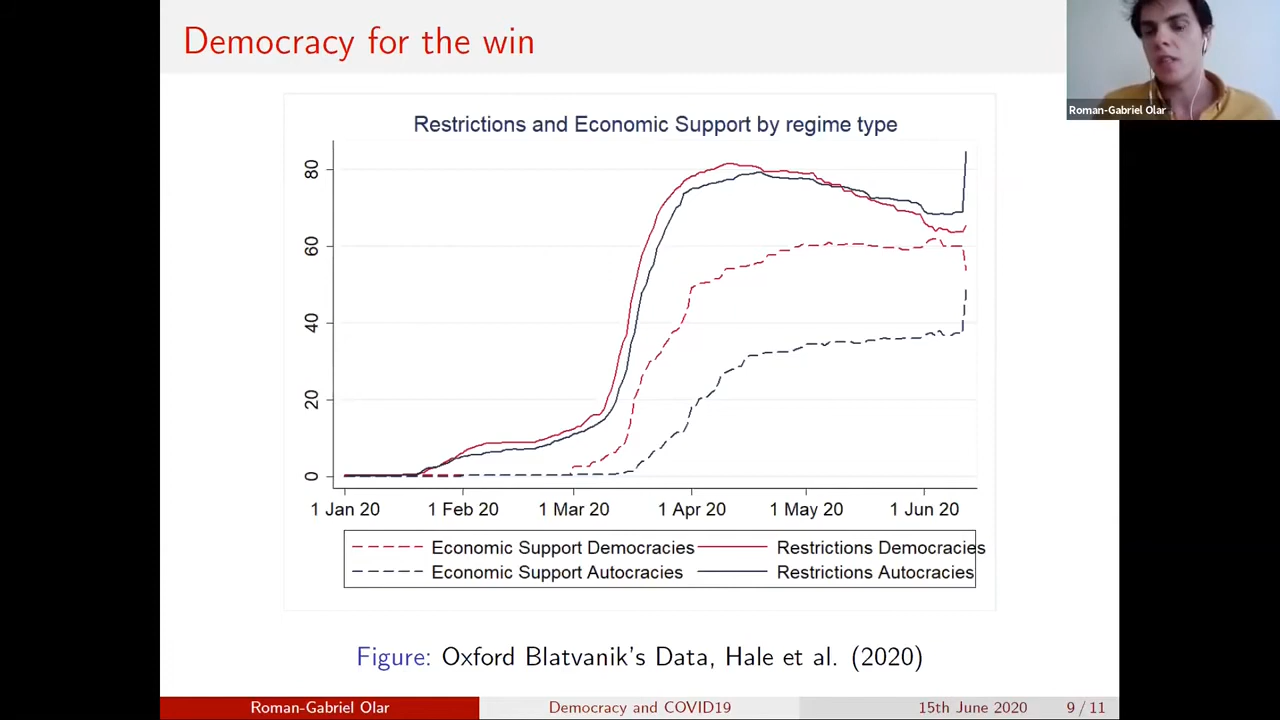 Democracy for the win
Roman-Gabriel Olar
Restrictions and Economic Support by regime type
80
60
40
20
0
1 Jan 20 1 Feb 20 1 Mar 20 1 Apr 20 1 May 20 1 Jun 20
Economic Support Democracies Restrictions Democracies
Economic Support Autocracies Restrictions Autocracies
Figure: Oxford Blatvanik's Data, Hale et al. (2020)
Roman-Gabriel Olar Democracy and COVID19 15th June 2020 9 / 11